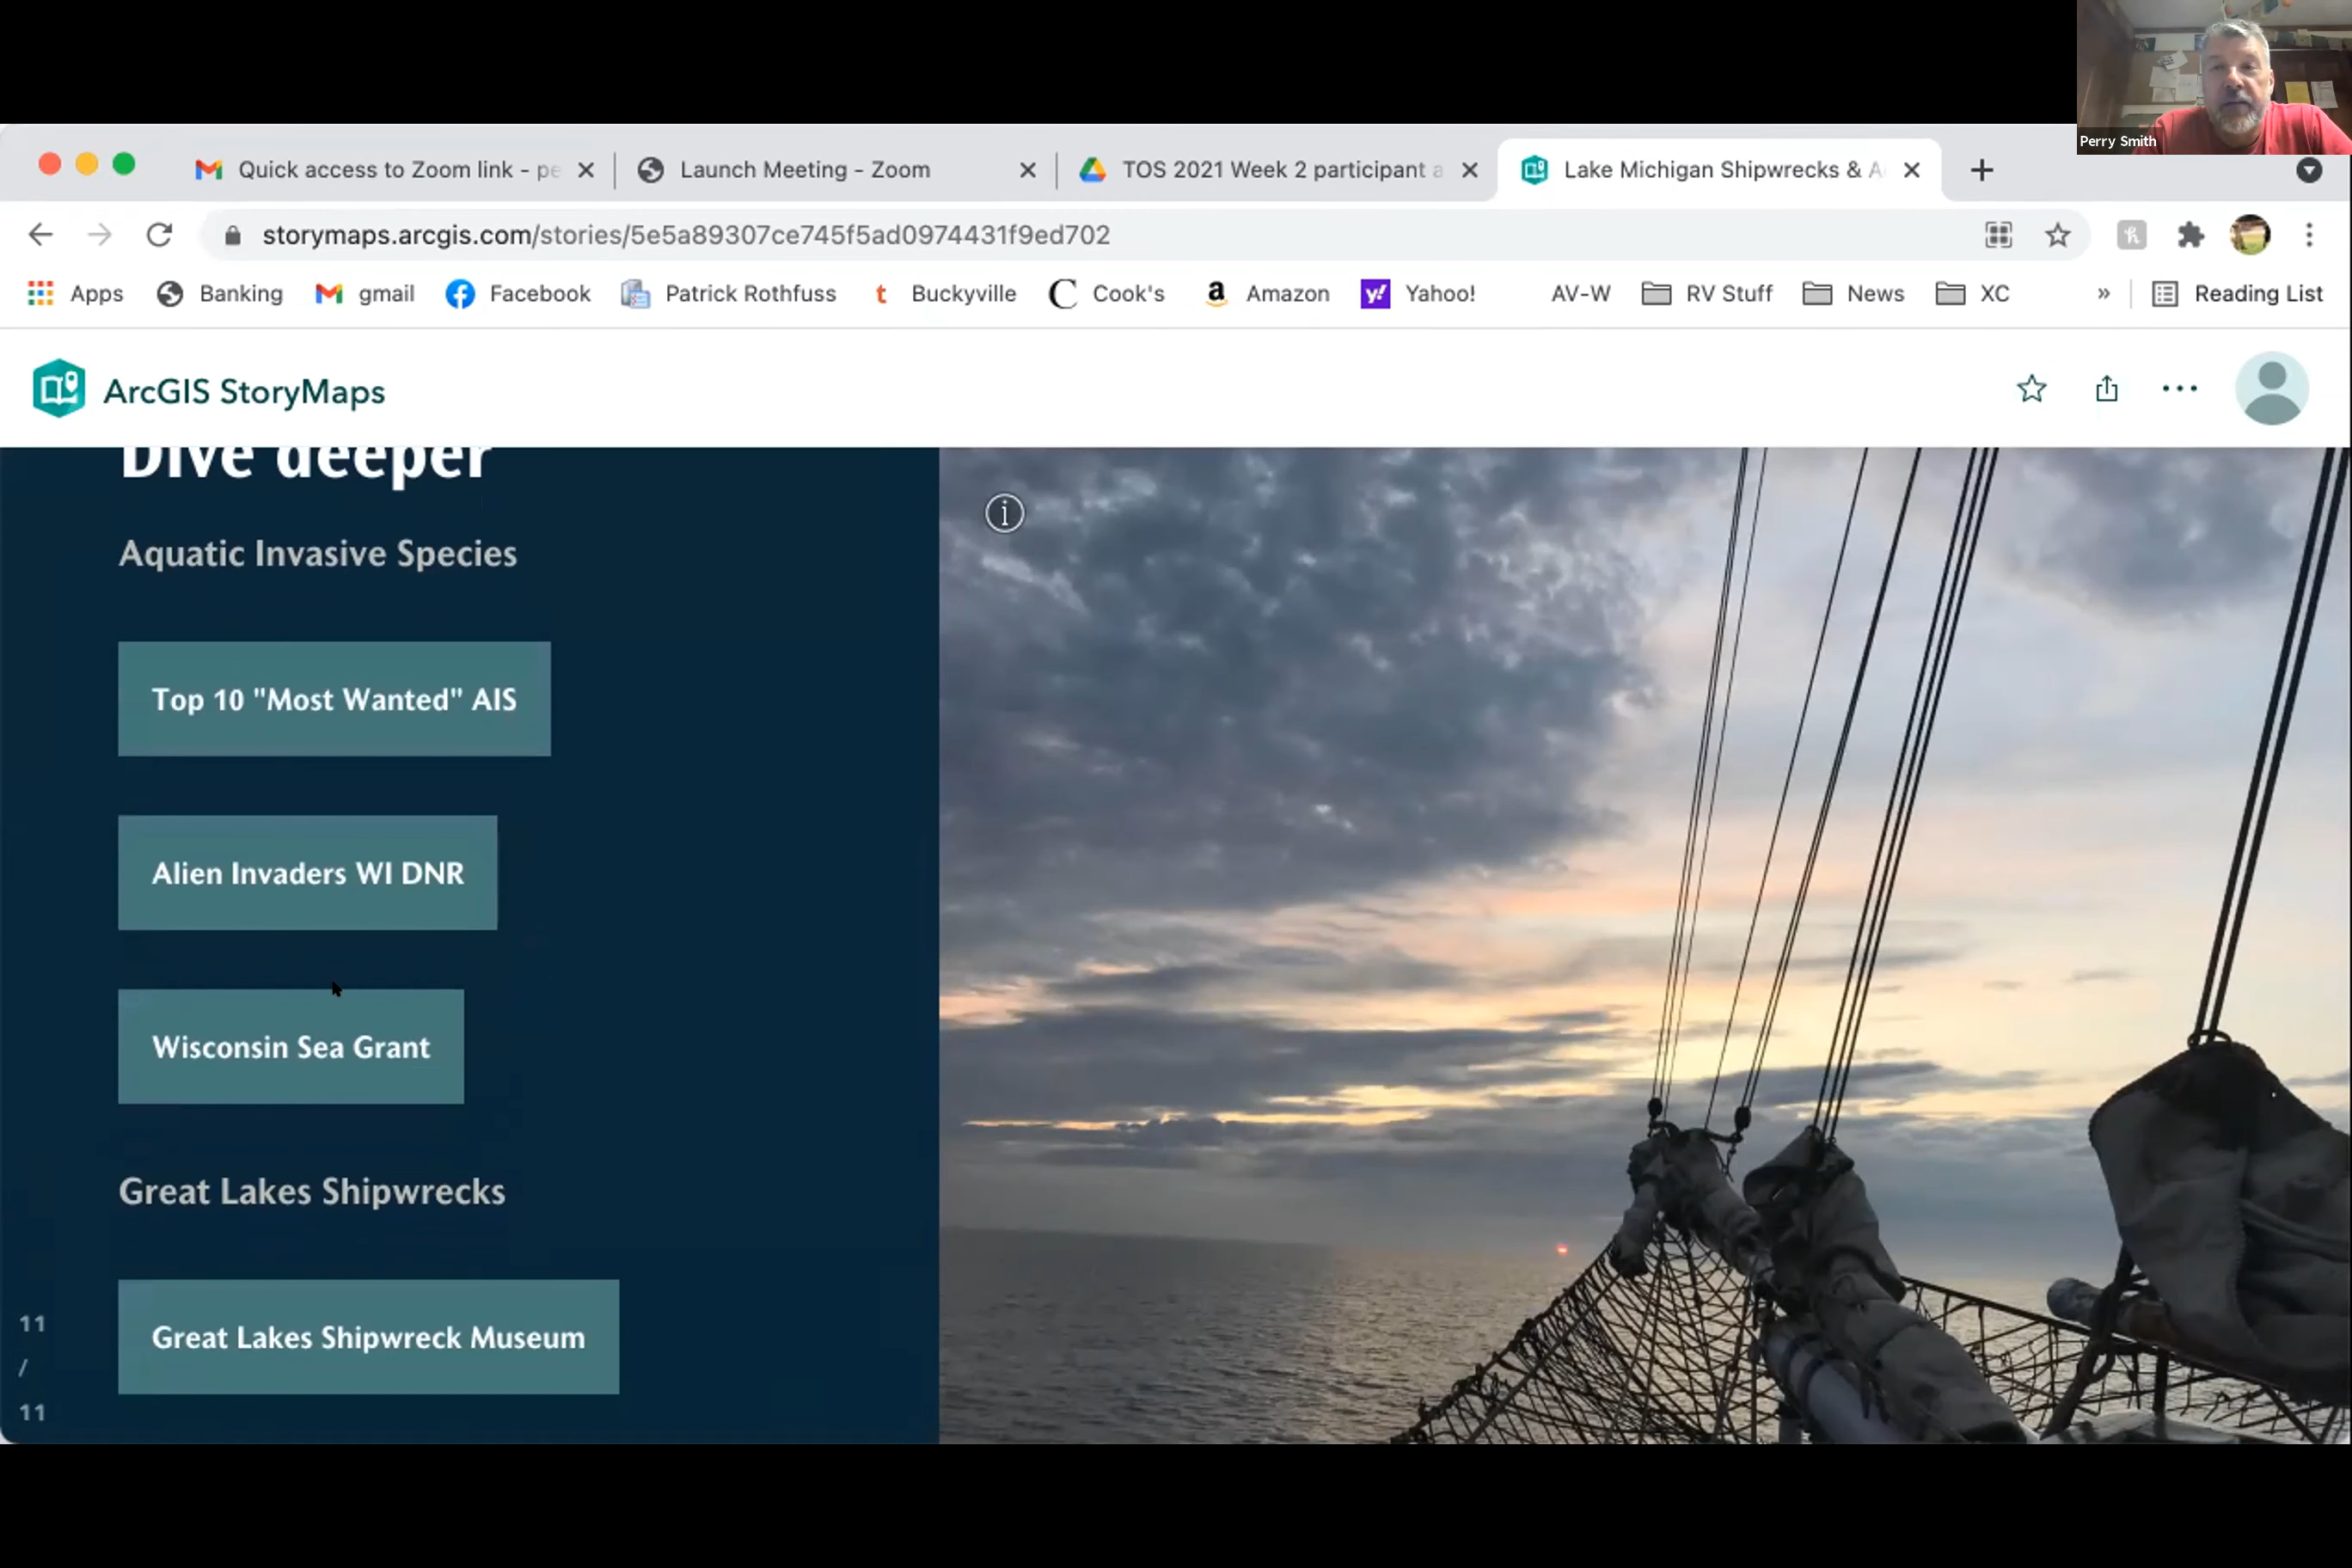 Perry Smith
Quick access to Zoom link - pe
Launch Meeting - Zoom
TOS 2021 Week 2 participant a
Lake Michigan Shipwrecks & A
storymaps.arcgis.com/stories/5e5a89307ce745f5ad0974431f9ed702
Apps Banking gmail Facebook Patrick Rothfuss t Buckyville Cook's a Amazon y! Yahoo! AV-W RV Stuff News XC » Reading List
ArcGIS StoryMaps
Dive deeper
Aquatic Invasive Species
Top 10 "Most Wanted" AIS
Alien Invaders WI DNR
Wisconsin Sea Grant
Great Lakes Shipwrecks
Great Lakes Shipwreck Museum
11
/
11